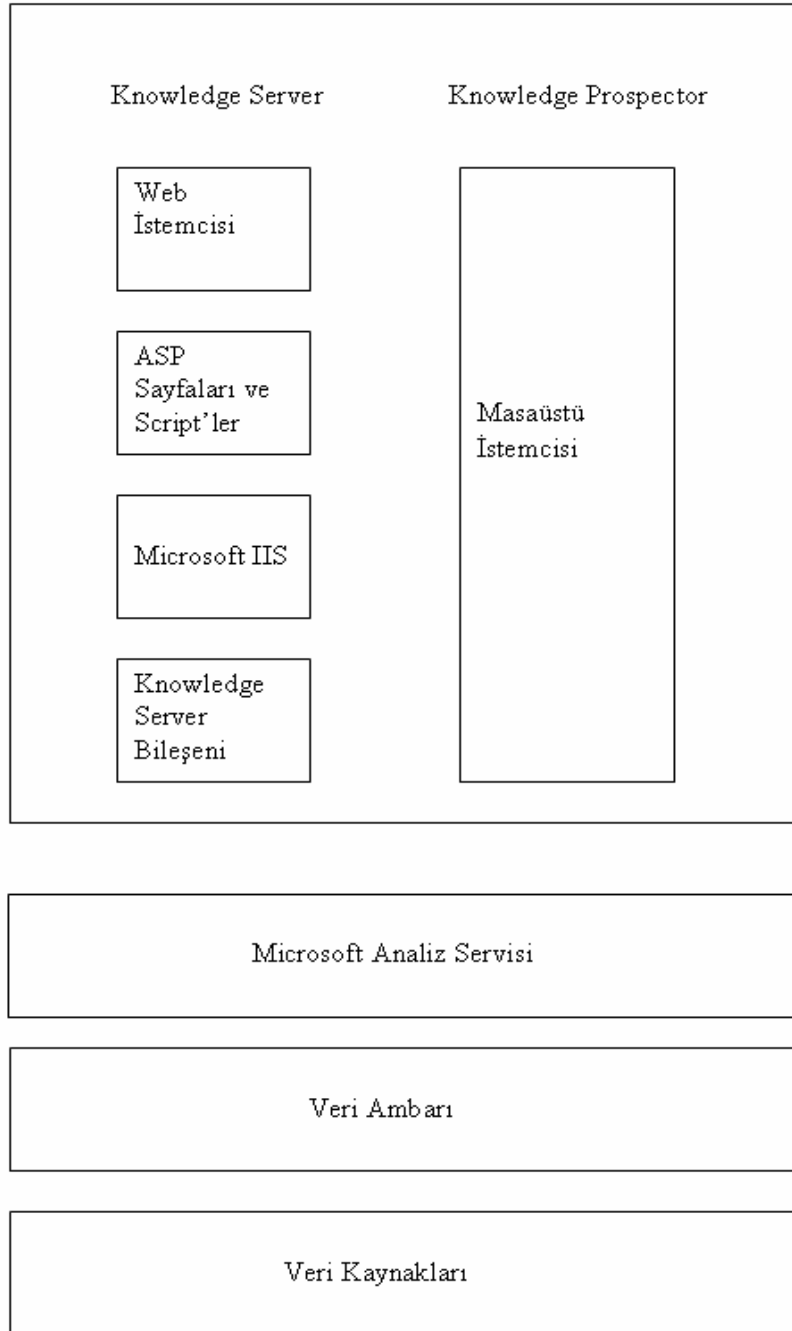 Knowledge Server
Knowledge Prospector
Web
İstemcisi
ASP
Sayfaları ve
Script’ler
Microsoft IIS
Knowledge
Server
Bileşeni
Masaüstü
İstemcisi
Microsoft Analiz Servisi
Veri Ambarı
Veri Kaynakları